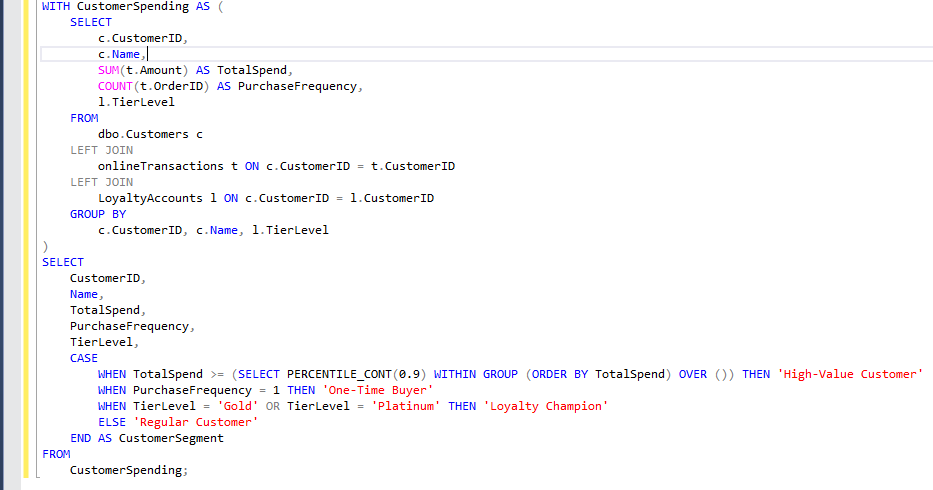 WITH CustomerSpending AS (
    SELECT
        c.CustomerID,
        c.Name,
        SUM(t.Amount) AS TotalSpend,
        COUNT(t.OrderID) AS PurchaseFrequency,
        l.TierLevel
    FROM
        dbo.Customers c
    LEFT JOIN
        onlineTransactions t ON c.CustomerID = t.CustomerID
    LEFT JOIN
        LoyaltyAccounts l ON c.CustomerID = l.CustomerID
    GROUP BY
        c.CustomerID, c.Name, l.TierLevel
)
SELECT
    CustomerID,
    Name,
    TotalSpend,
    PurchaseFrequency,
    TierLevel,
    CASE
        WHEN TotalSpend >= (SELECT PERCENTILE_CONT(0.9) WITHIN GROUP (ORDER BY TotalSpend) OVER ()) THEN 'High-Value Customer'
        WHEN PurchaseFrequency = 1 THEN 'One-Time Buyer'
        WHEN TierLevel = 'Gold' OR TierLevel = 'Platinum' THEN 'Loyalty Champion'
        ELSE 'Regular Customer'
    END AS CustomerSegment
FROM
    CustomerSpending;